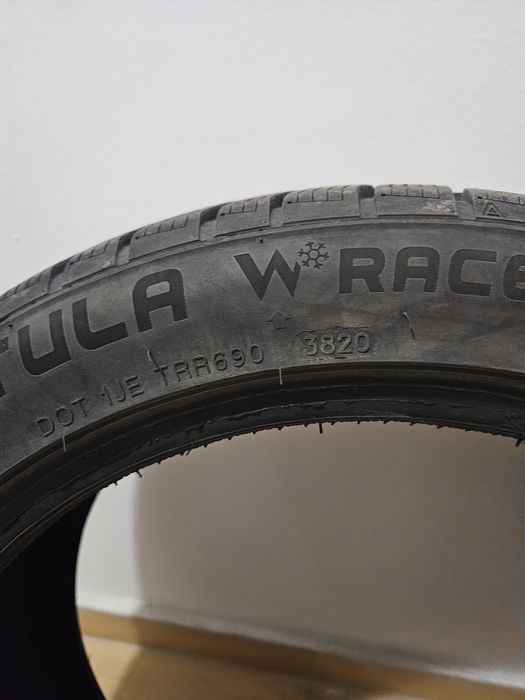 FULA W RACE
DOT 1JE TRR690 3820